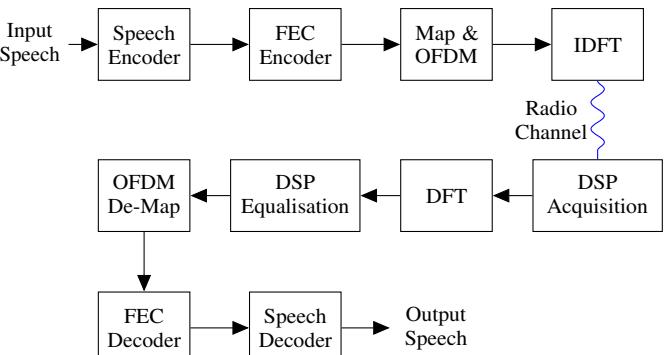 Input
Speech
Speech
Encoder
FEC
Encoder
Map &
OFDM
IDFT
Radio
Channel
OFDM
De-Map
DSP
Equalisation
DFT
DSP
Acquisition
FEC
Decoder
Speech
Decoder
Output
Speech